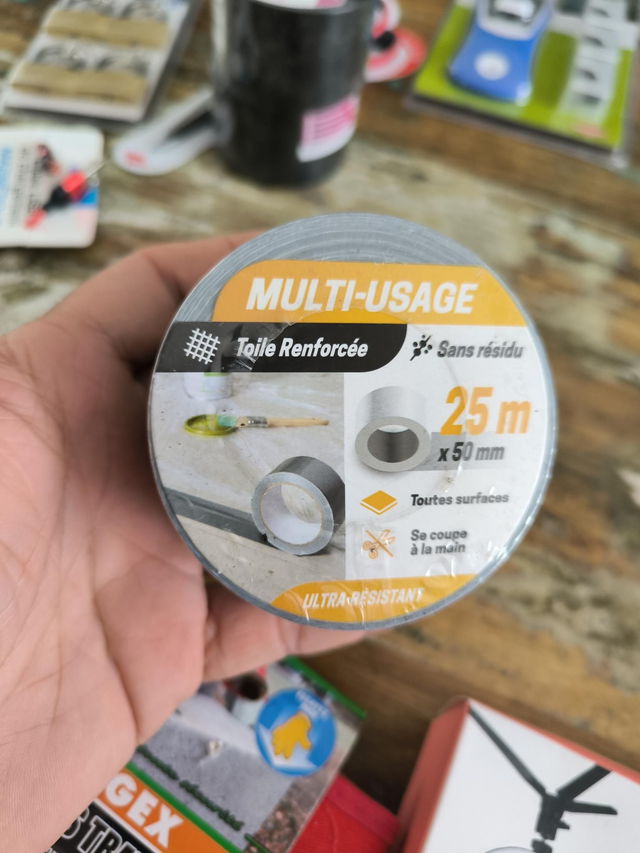 MULTI-USAGE
Toile Renforcée
Sans résidu
25 m
x 50 mm
Toutes surfaces
Se coupe
à la main
ULTRA-RÉSISTANT
GEX